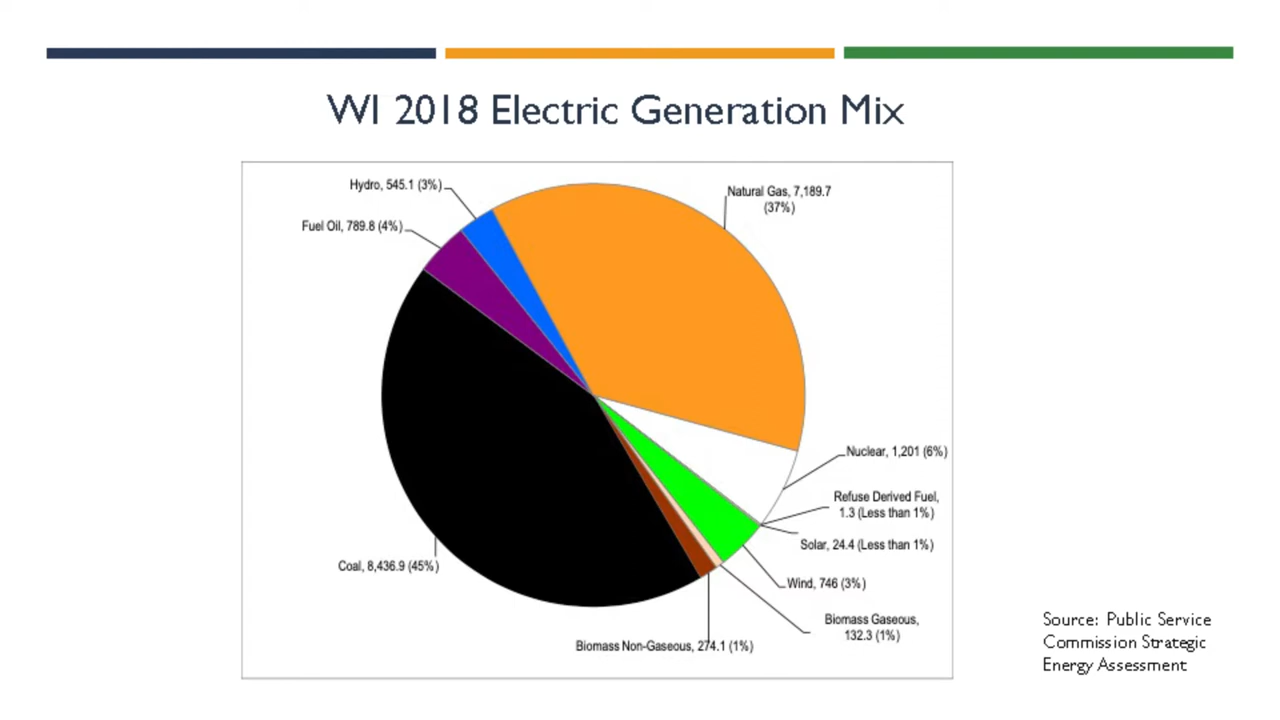 WI 2018 Electric Generation Mix
Hydro, 545.1 (3%)
Natural Gas, 7,189.7
(37%)
Fuel Oil, 789.8 (4%)
Nuclear, 1,201 (6%)
Refuse Derived Fuel,
1.3 (Less than 1%)
Solar, 24.4 (Less than 1%)
Coal, 8,436.9 (45%)
Wind, 746 (3%)
Biomass Gaseous,
132.3 (1%)
Biomass Non-Gaseous, 274.1 (1%)
Source: Public Service
Commission Strategic
Energy Assessment